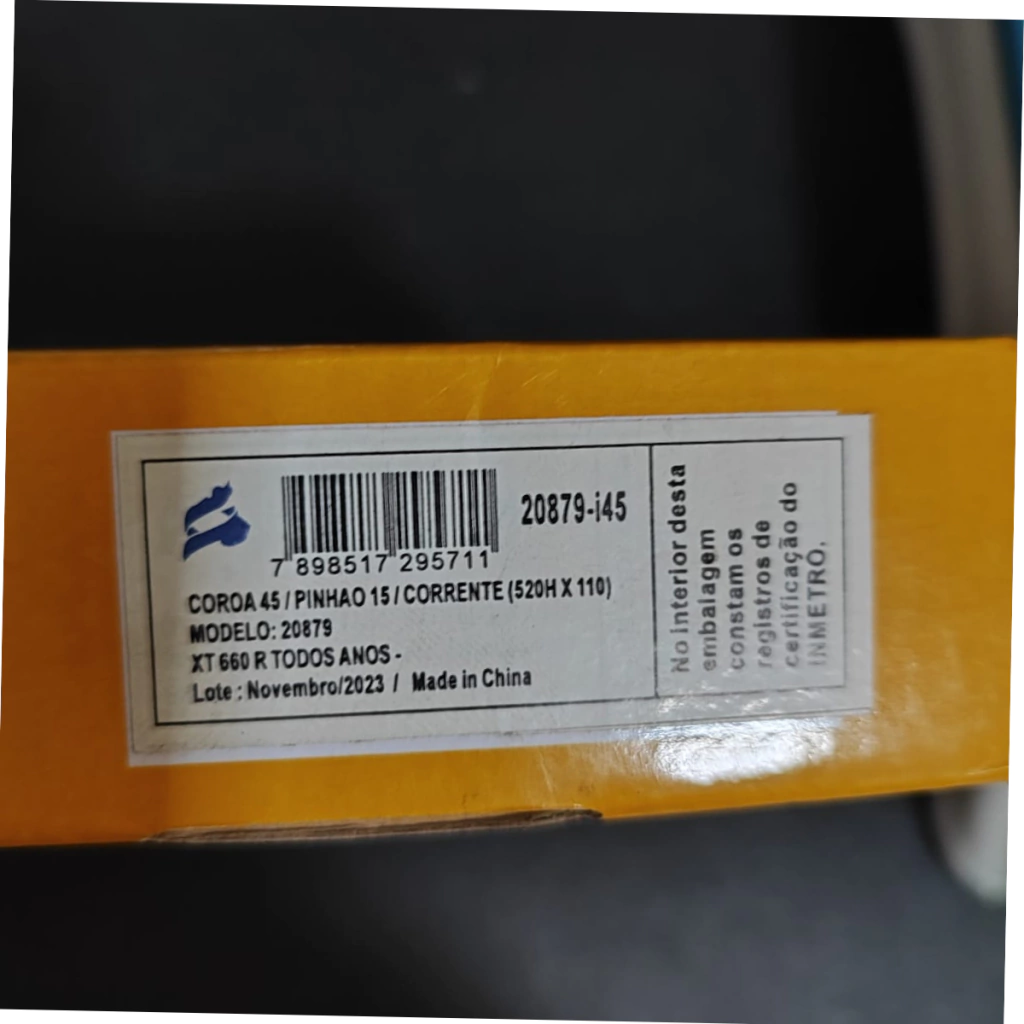 20879-i45
7 898517 295711
COROA 45 / PINHAO 15 / CORRENTE (520H X 110)
MODELO: 20879
XT 660 R TODOS ANOS -
Lote : Novembro/2023 / Made in China
No interior desta
embalagem
constam os
registros de
certificação do
INMETRO.